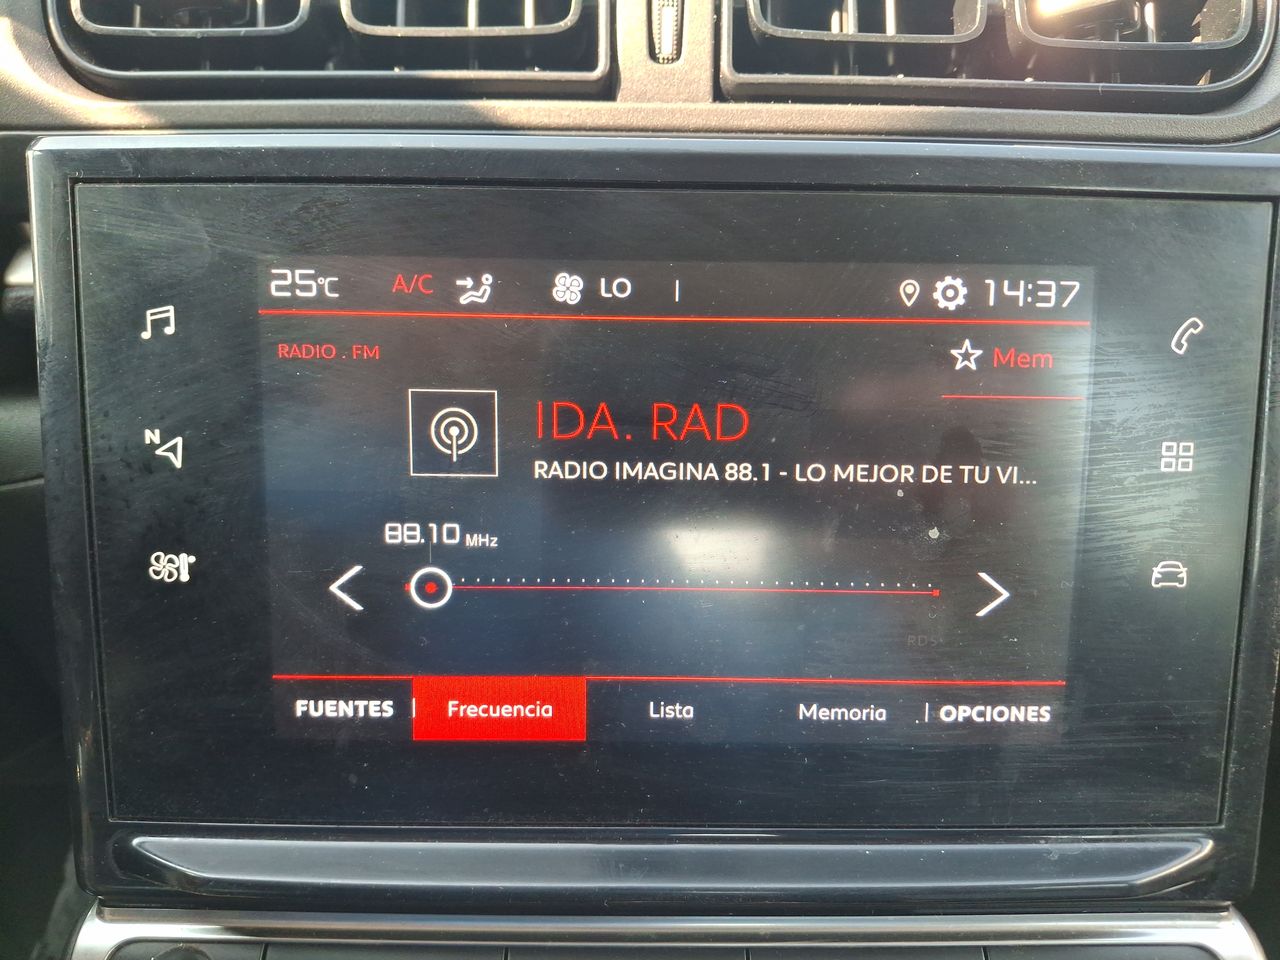 25°C A/C LO | 14:37
RADIO . FM
Mem
IDA. RAD
RADIO IMAGINA 88.1 - LO MEJOR DE TU VI...
88.10 MHz
RDS
FUENTES | Frecuencia Lista Memoria | OPCIONES
N